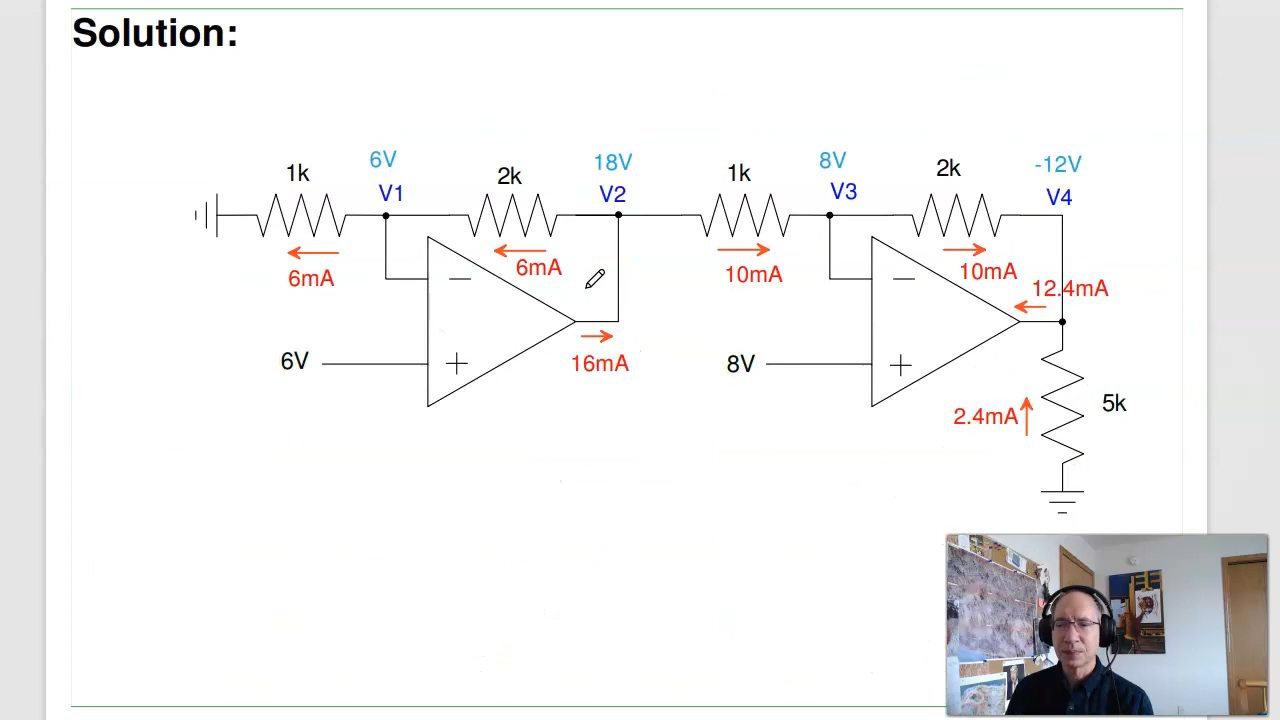 Solution:
6V
18V
8V
-12V
1k
2k
1k
2k
V1
V2
V3
V4
6mA
6mA
10mA
10mA
12.4mA
−
−
6V
+
16mA
8V
+
2.4mA
5k